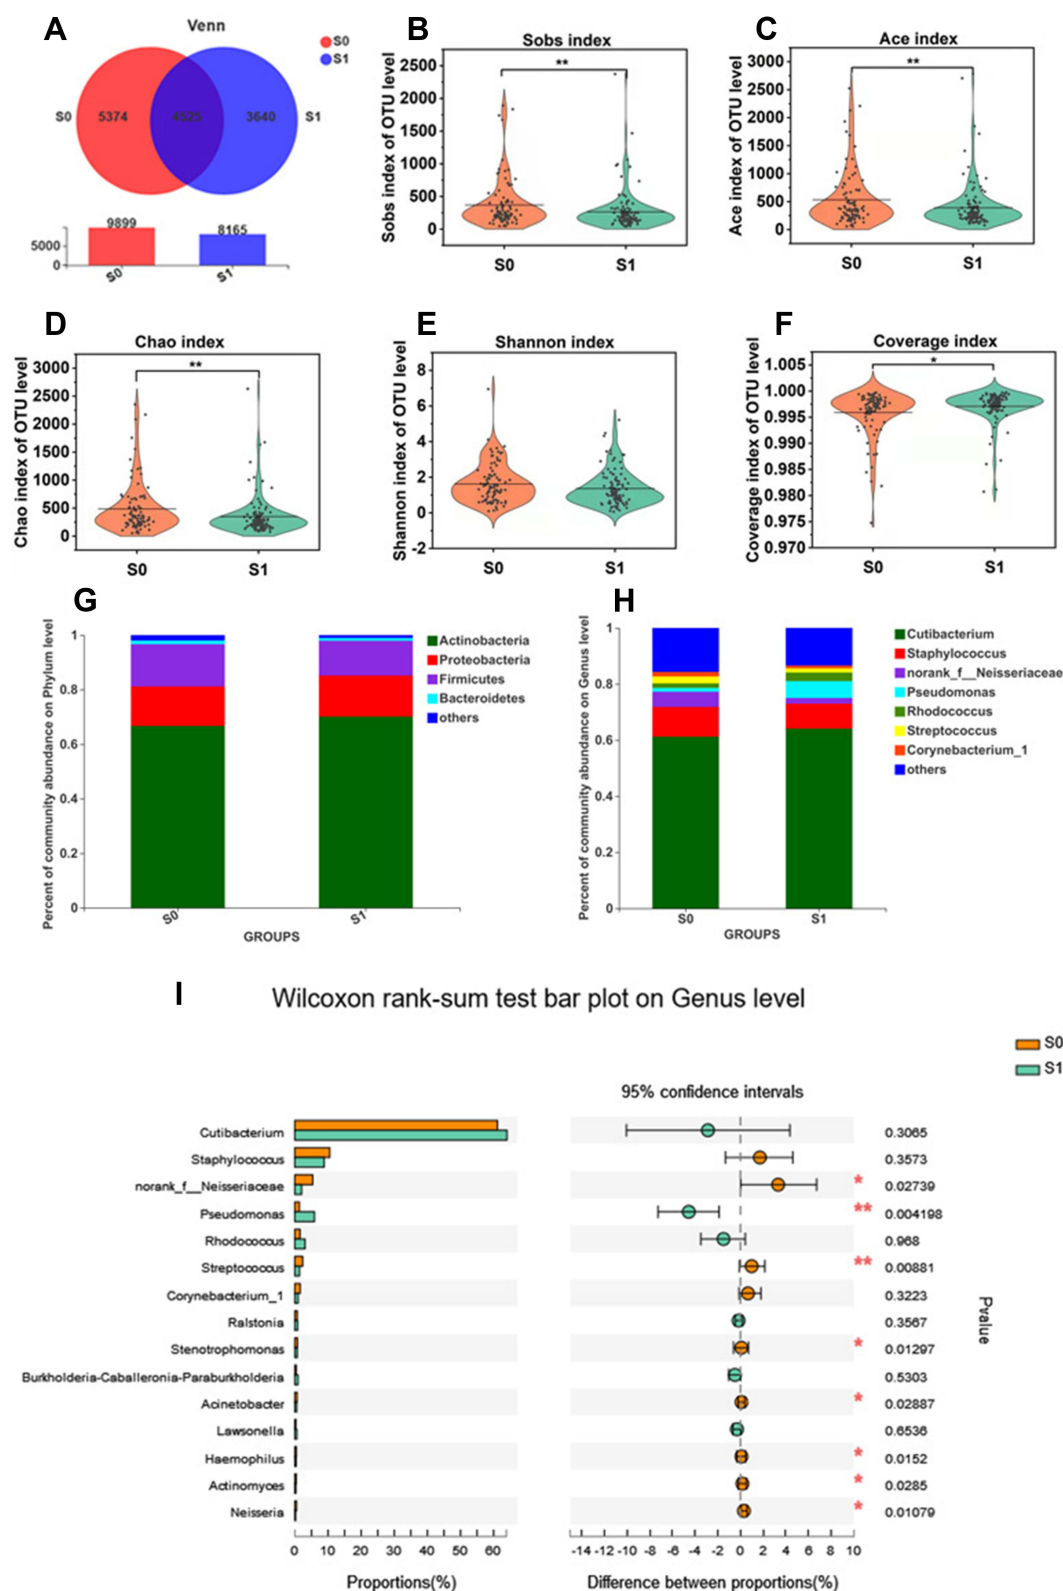 A
Venn
S0
S1
S0
5374
4525
3640
S1
9899
8165
5000
0
S0
S1
B
Sobs index
**
Sobs index of OTU level
2500
2000
1500
1000
500
0
S0
S1
C
Ace index
**
Ace index of OTU level
3000
2500
2000
1500
1000
500
0
S0
S1
D
Chao index
**
Chao index of OTU level
3000
2500
2000
1500
1000
500
0
S0
S1
E
Shannon index
Shannon index of OTU level
8
6
4
2
0
-2
S0
S1
F
Coverage index
*
Coverage index of OTU level
1.005
1.000
0.995
0.990
0.985
0.980
0.975
0.970
S0
S1
G
Percent of community abundance on Phylum level
1
0.8
0.6
0.4
0.2
0
S0
S1
GROUPS
Actinobacteria
Proteobacteria
Firmicutes
Bacteroidetes
others
H
Percent of community abundance on Genus level
1
0.8
0.6
0.4
0.2
0
S0
S1
GROUPS
Cutibacterium
Staphylococcus
norank_f__Neisseriaceae
Pseudomonas
Rhodococcus
Streptococcus
Corynebacterium_1
others
I
Wilcoxon rank-sum test bar plot on Genus level
S0
S1
95% confidence intervals
Cutibacterium 0.3065
Staphylococcus 0.3573
norank_f__Neisseriaceae * 0.02739
Pseudomonas ** 0.004198
Rhodococcus 0.968
Streptococcus ** 0.00881
Corynebacterium_1 0.3223
Ralstonia 0.3567
Stenotrophomonas * 0.01297
Burkholderia-Caballeronia-Paraburkholderia 0.5303
Acinetobacter * 0.02887
Lawsonella 0.6536
Haemophilus * 0.0152
Actinomyces * 0.0285
Neisseria * 0.01079
Pvalue
0 10 20 30 40 50 60
-14 -12 -10 -8 -6 -4 -2 0 2 4 6 8 10
Proportions(%)
Difference between proportions(%)